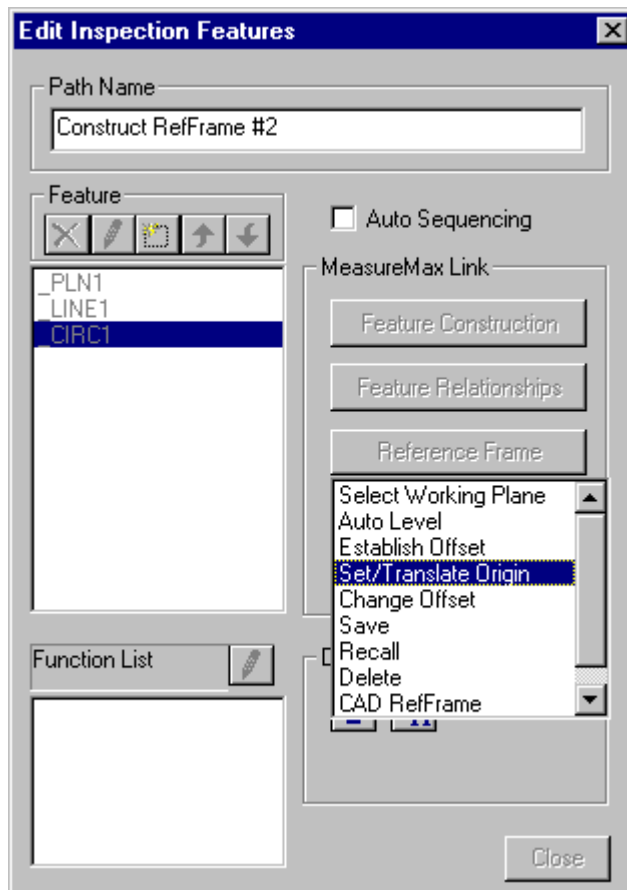 Edit Inspection Features
Path Name
Construct RefFrame #2
Feature
Auto Sequencing
_PLN1
_LINE1
_CIRC1
MeasureMax Link
Feature Construction
Feature Relationships
Reference Frame
Select Working Plane
Auto Level
Establish Offset
Set/Translate Origin
Change Offset
Save
Recall
Delete
CAD RefFrame
Function List
Close